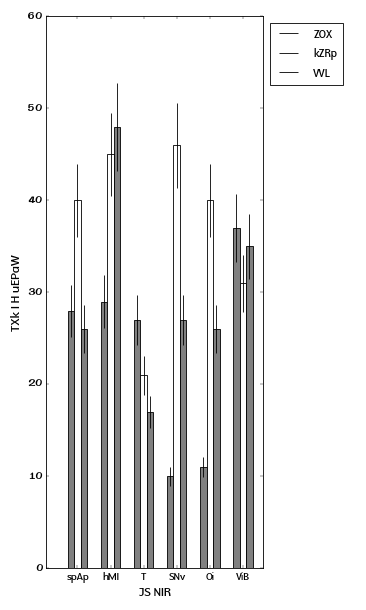 60
50
40
30
20
10
0
TXk I H uEPaW
spAp hMI T SNv Oi ViB
JS NIR
ZOX
kZRp
VVL